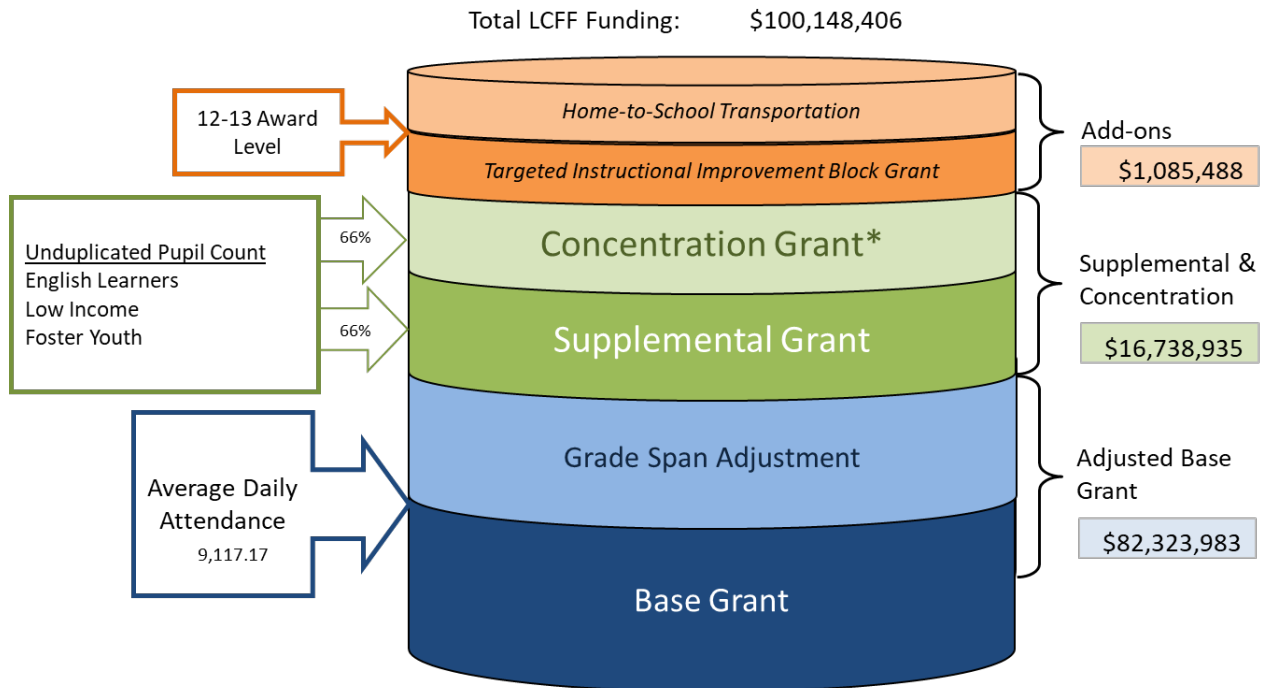 Total LCFF Funding: $100,148,406
12-13 Award
Level
Home-to-School Transportation
Targeted Instructional Improvement Block Grant
Add-ons
$1,085,488
Unduplicated Pupil Count
English Learners
Low Income
Foster Youth
66%
66%
Concentration Grant*
Supplemental Grant
Supplemental &
Concentration
$16,738,935
Average Daily
Attendance
9,117.17
Grade Span Adjustment
Base Grant
Adjusted Base
Grant
$82,323,983